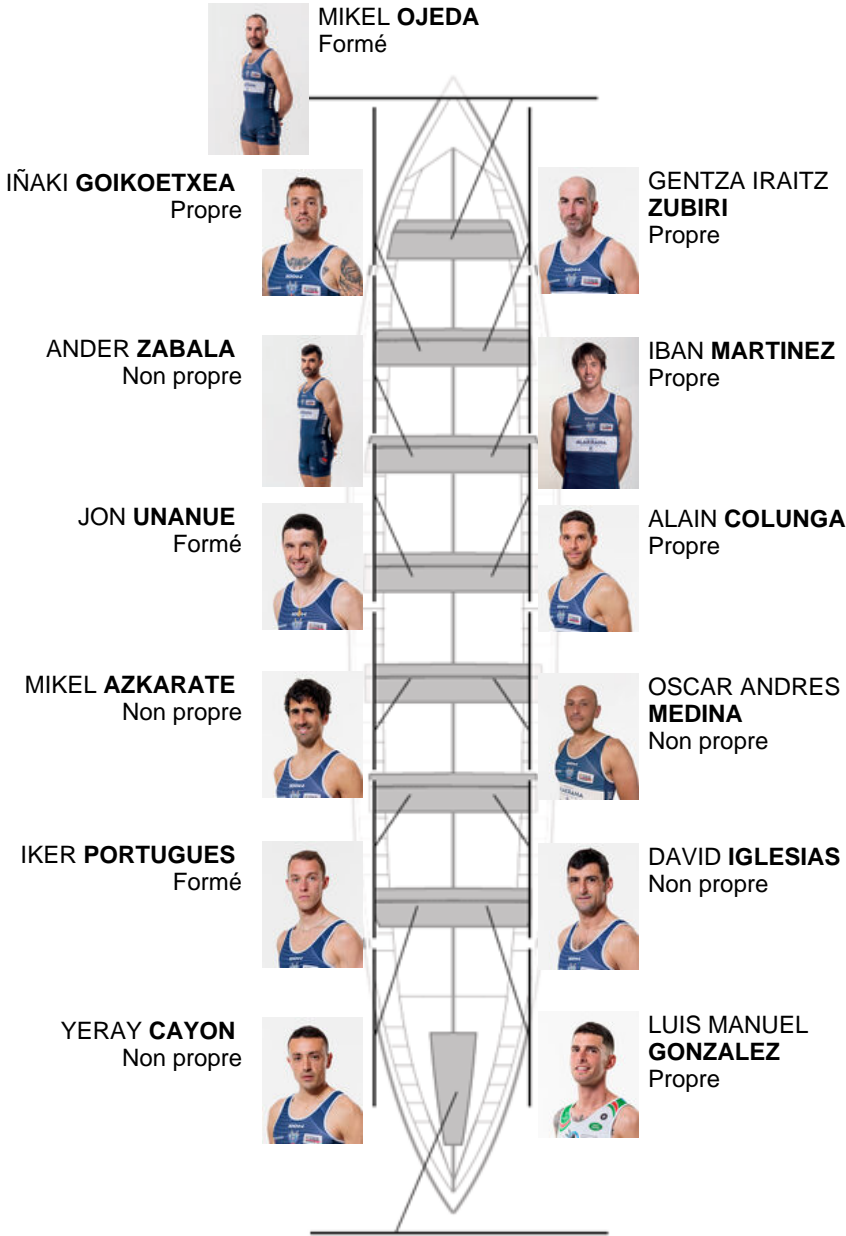 MIKEL OJEDA
Formé
IÑAKI GOIKOETXEA
Propre
GENTZA IRAITZ
ZUBIRI
Propre
ANDER ZABALA
Non propre
IBAN MARTINEZ
Propre
JON UNANUE
Formé
ALAIN COLUNGA
Propre
MIKEL AZKARATE
Non propre
OSCAR ANDRES
MEDINA
Non propre
IKER PORTUGUES
Formé
DAVID IGLESIAS
Non propre
YERAY CAYON
Non propre
LUIS MANUEL
GONZALEZ
Propre